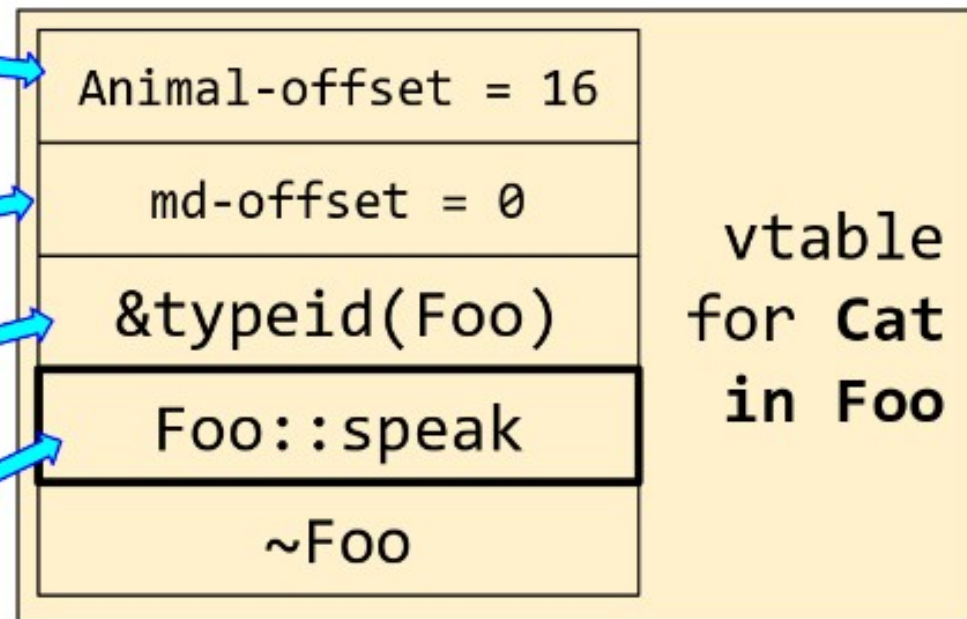 Animal-offset = 16
md-offset = 0
&typeid(Foo)
Foo::speak
~Foo
vtable
for Cat
in Foo